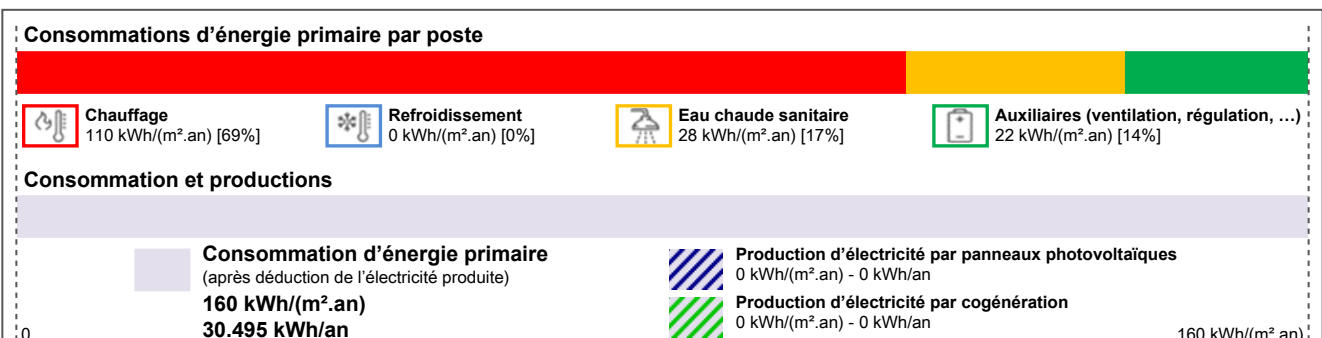 Consommations d'énergie primaire par poste
Chauffage
110 kWh/(m².an) [69%]
Refroidissement
0 kWh/(m².an) [0%]
Eau chaude sanitaire
28 kWh/(m².an) [17%]
Auxiliaires (ventilation, régulation, …)
22 kWh/(m².an) [14%]
Consommation et productions
Consommation d'énergie primaire
(après déduction de l'électricité produite)
160 kWh/(m².an)
30.495 kWh/an
Production d'électricité par panneaux photovoltaïques
0 kWh/(m².an) - 0 kWh/an
Production d'électricité par cogénération
0 kWh/(m².an) - 0 kWh/an
0
160 kWh/(m².an)